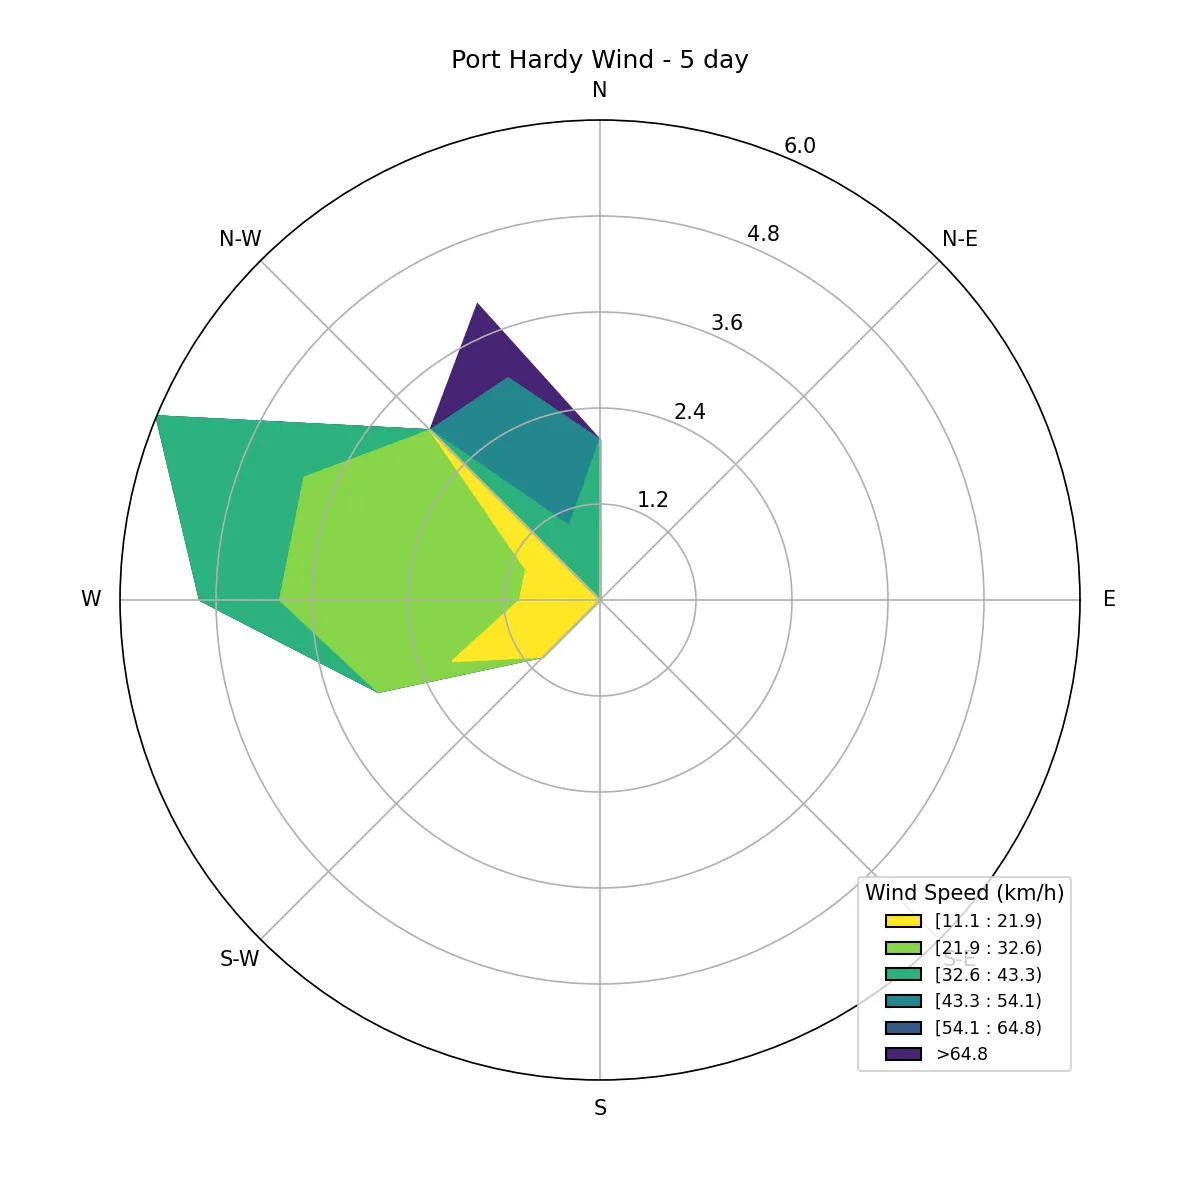 Port Hardy Wind - 5 day
N
6.0
N-W
N-E
4.8
3.6
2.4
1.2
W
E
S-W
S-E
S
Wind Speed (km/h)
[11.1 : 21.9)
[21.9 : 32.6)
[32.6 : 43.3)
[43.3 : 54.1)
[54.1 : 64.8)
>64.8